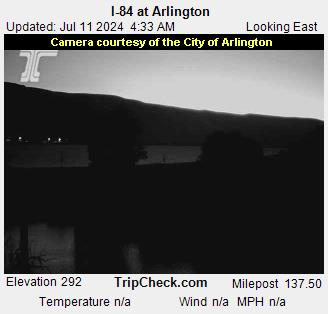 I-84 at Arlington
Updated: Jul 11 2024 4:33 AM Looking East
Camera courtesy of the City of Arlington
Elevation 292 TripCheck.com Milepost 137.50
Temperature n/a Wind n/a MPH n/a